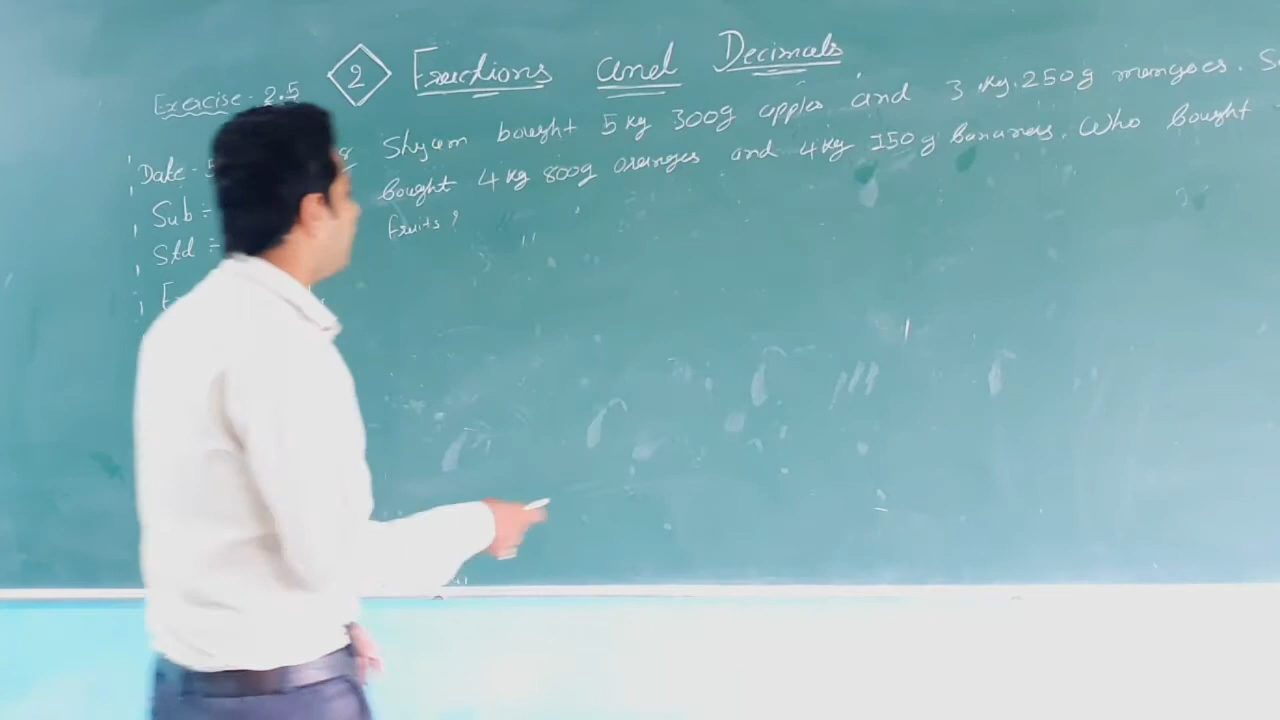 2 Fractions and Decimals
Exercise - 2.5
Shyam bought 5 kg 300g apples and 3 kg. 250g mangoes.
bought 4 kg 800g oranges and 4 kg 150 g bananas. Who bought
fruits?
Date -
Sub :-
Std :-